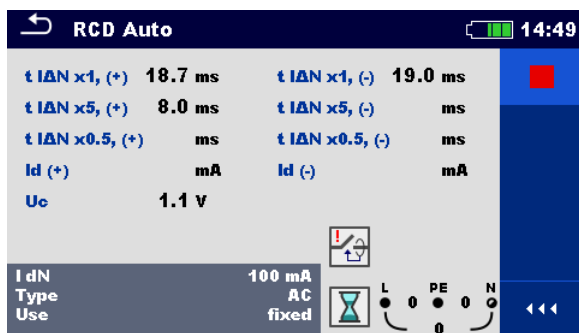 RCD Auto 14:49
t IΔN x1, (+) 18.7 ms t IΔN x1, (-) 19.0 ms
t IΔN x5, (+) 8.0 ms t IΔN x5, (-) ms
t IΔN x0.5, (+) ms t IΔN x0.5, (-) ms
Id (+) mA Id (-) mA
Uc 1.1 V
I dN 100 mA
Type AC
Use fixed
L PE N
0 0
0